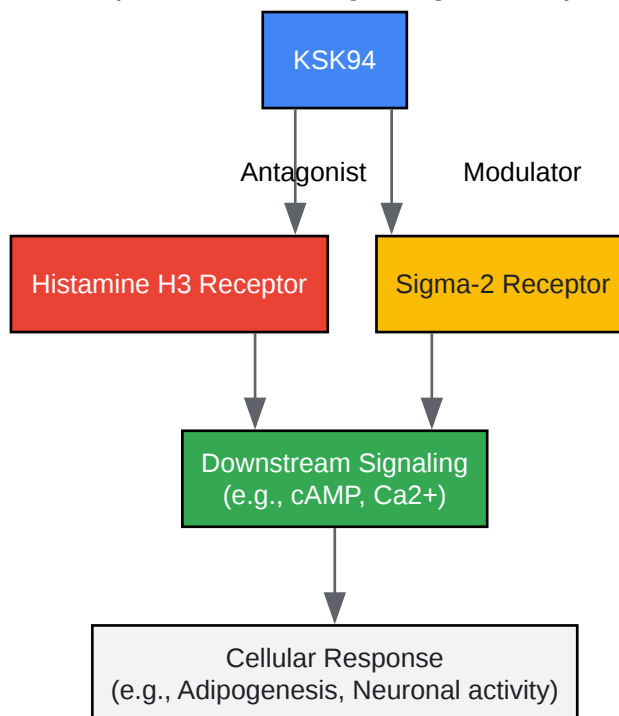 KSK94
Antagonist
Modulator
Histamine H3 Receptor
Sigma-2 Receptor
Downstream Signaling
(e.g., cAMP, Ca2+)
Cellular Response
(e.g., Adipogenesis, Neuronal activity)